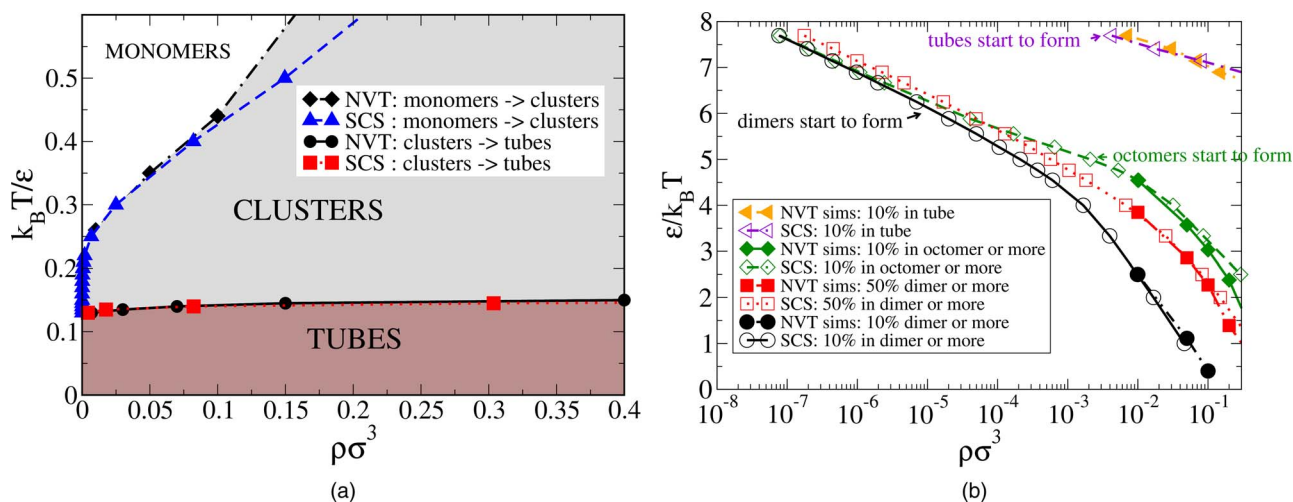 MONOMERS
NVT: monomers -> clusters
SCS : monomers -> clusters
NVT: clusters -> tubes
SCS : clusters -> tubes
CLUSTERS
TUBES
k_B T/ε
0.5
0.4
0.3
0.2
0.1
0
0 0.05 0.1 0.15 0.2 0.25 0.3 0.35 0.4
ρσ³
(a)
tubes start to form
dimers start to form
octomers start to form
NVT sims: 10% in tube
SCS: 10% in tube
NVT sims: 10% in octomer or more
SCS: 10% in octomer or more
NVT sims: 50% dimer or more
SCS: 50% in dimer or more
NVT sims: 10% dimer or more
SCS: 10% in dimer or more
ε/k_B T
8
7
6
5
4
3
2
1
0
10⁻⁸ 10⁻⁷ 10⁻⁶ 10⁻⁵ 10⁻⁴ 10⁻³ 10⁻² 10⁻¹
ρσ³
(b)